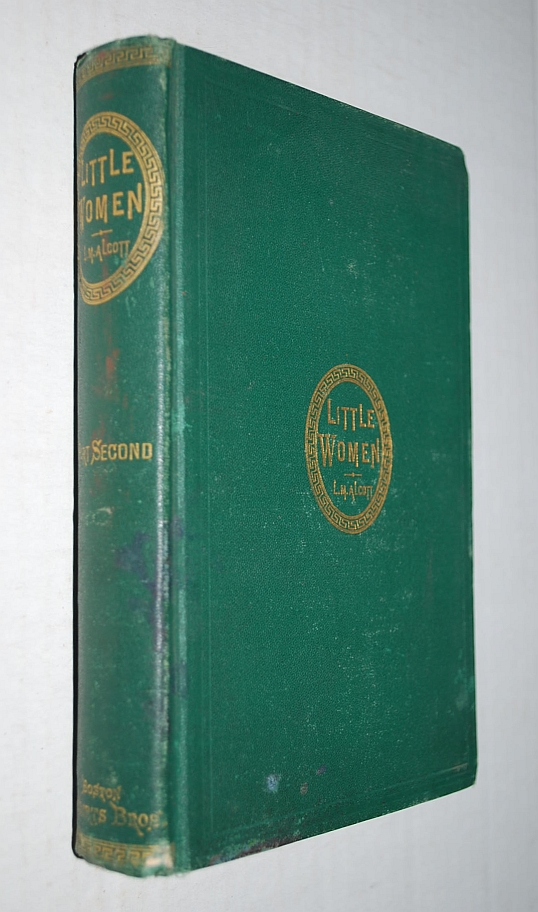 LITTLE
WOMEN
L.M. ALCOTT
SECOND
BOSTON
BROS
LITTLE
WOMEN
L.M. ALCOTT